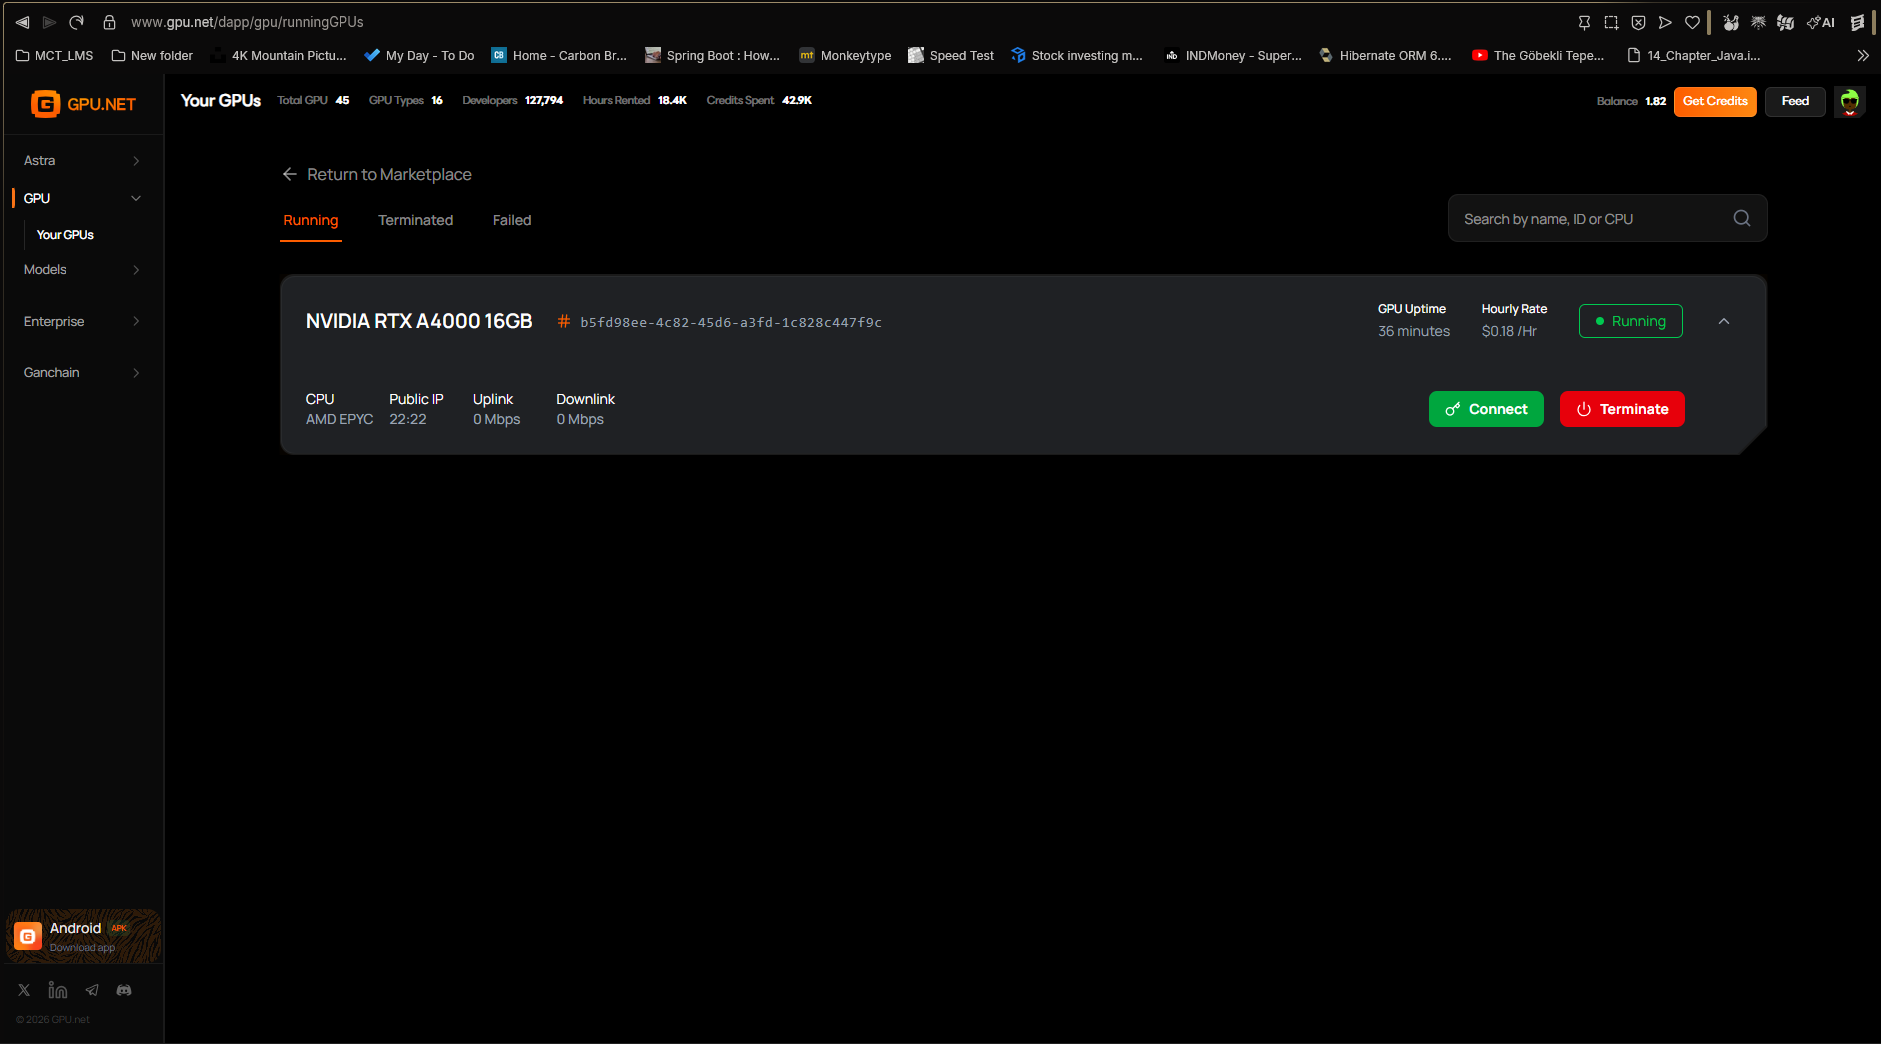 www.gpu.net/dapp/gpu/runningGPUs
AI
MCT_LMS New folder 4K Mountain Pictu... My Day - To Do CB Home - Carbon Br... Spring Boot : How... mt Monkeytype Speed Test Stock investing m... IND INDMoney - Super... Hibernate ORM 6.... The Göbekli Tepe... 14_Chapter_Java.i...
GPU.NET
Your GPUs Total GPU 45 GPU Types 16 Developers 127,794 Hours Rented 18.4K Credits Spent 42.9K Balance 1.82 Get Credits Feed
Astra
GPU
Your GPUs
Models
Enterprise
Ganchain
Return to Marketplace
Running Terminated Failed
Search by name, ID or CPU
NVIDIA RTX A4000 16GB # b5fd98ee-4c82-45d6-a3fd-1c828c447f9c
GPU Uptime Hourly Rate
36 minutes $0.18 /Hr
Running
CPU Public IP Uplink Downlink
AMD EPYC 22:22 0 Mbps 0 Mbps
Connect Terminate
Android APK
Download app
© 2026 GPU.net